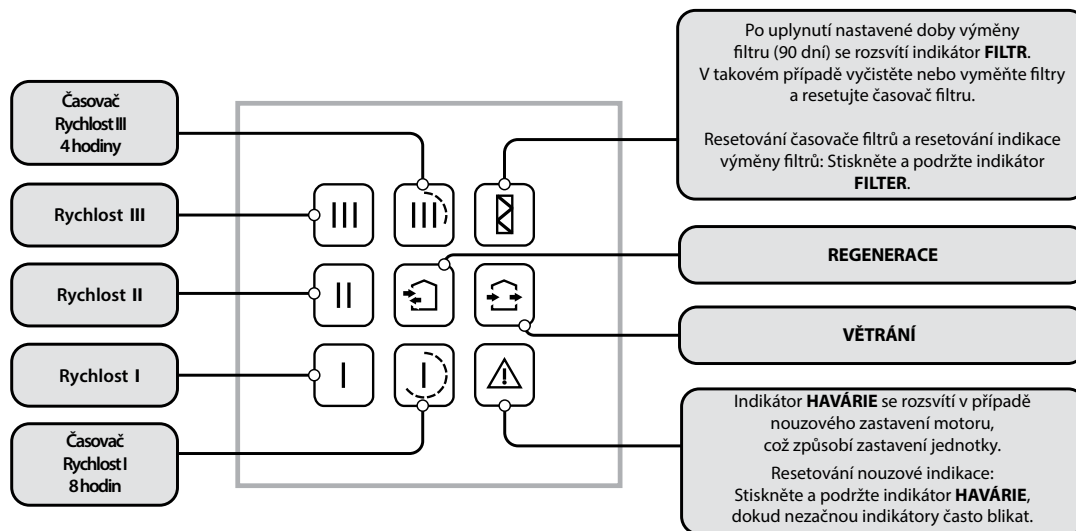 Časovač
Rychlost III
4 hodiny
Rychlost III
Rychlost II
Rychlost I
Časovač
Rychlost I
8 hodin
III
III
II
I
I
Po uplynutí nastavené doby výměny
filtru (90 dní) se rozsvítí indikátor FILTR.
V takovém případě vyčistěte nebo vyměňte filtry
a resetujte časovač filtru.
Resetování časovače filtrů a resetování indikace
výměny filtrů: Stiskněte a podržte indikátor
FILTER.
REGENERACE
VĚTRÁNÍ
Indikátor HAVÁRIE se rozsvítí v případě
nouzového zastavení motoru,
což způsobí zastavení jednotky.
Resetování nouzové indikace:
Stiskněte a podržte indikátor HAVÁRIE,
dokud nezačnou indikátory často blikat.